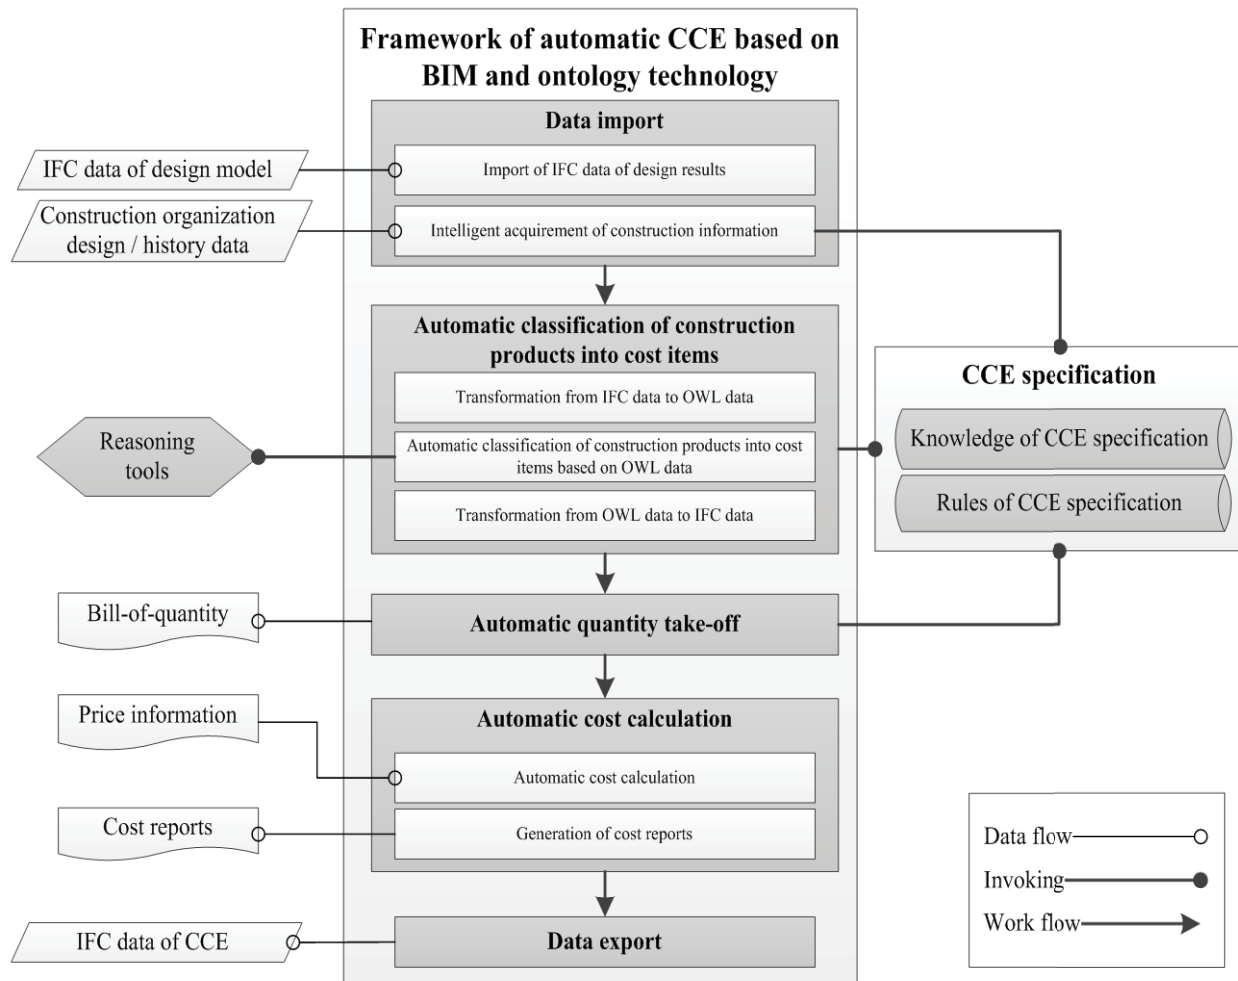 Framework of automatic CCE based on
BIM and ontology technology
Data import
IFC data of design model
Import of IFC data of design results
Construction organization
design / history data
Intelligent acquirement of construction information
Automatic classification of construction
products into cost items
Transformation from IFC data to OWL data
Reasoning
tools
Automatic classification of construction products into cost
items based on OWL data
Transformation from OWL data to IFC data
CCE specification
Knowledge of CCE specification
Rules of CCE specification
Bill-of-quantity
Automatic quantity take-off
Price information
Automatic cost calculation
Automatic cost calculation
Cost reports
Generation of cost reports
IFC data of CCE
Data export
Data flow
Invoking
Work flow